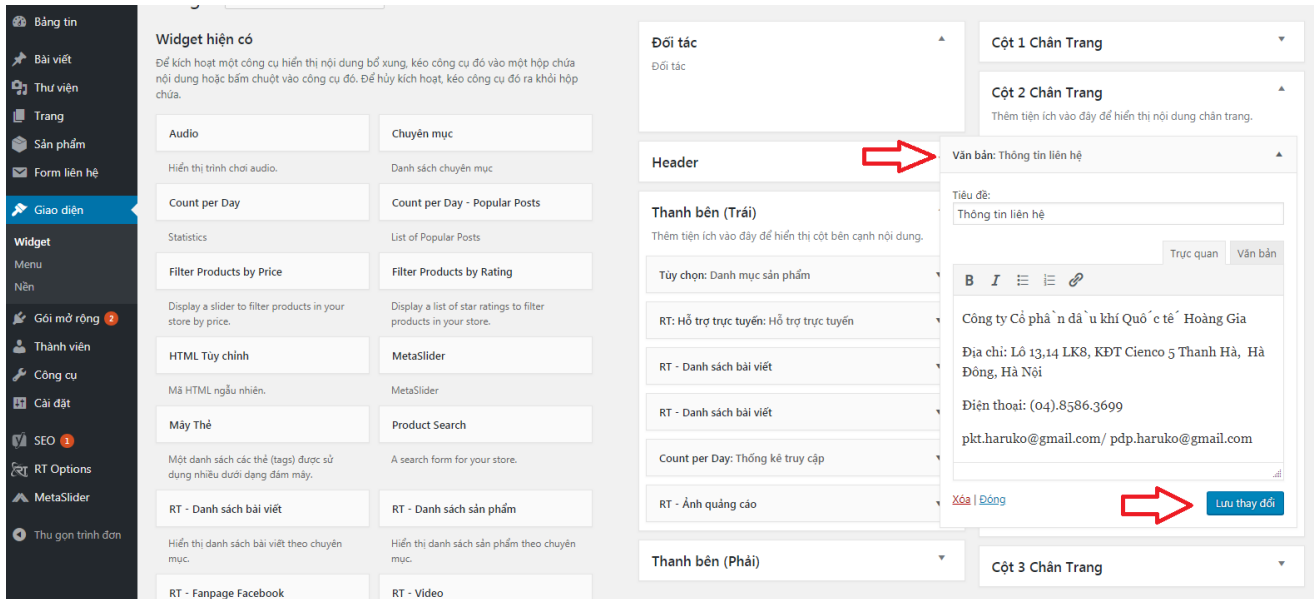 Bảng tin
Bài viết
Thư viện
Trang
Sản phẩm
Form liên hệ
Giao diện
Widget
Menu
Nền
Gói mở rộng 2
Thành viên
Công cụ
Cài đặt
SEO 1
RT Options
MetaSlider
Thu gọn trình đơn
Widget hiện có
Để kích hoạt một công cụ hiển thị nội dung bổ xung, kéo công cụ đó vào một hộp chứa
nội dung hoặc bấm chuột vào công cụ đó. Để hủy kích hoạt, kéo công cụ đó ra khỏi hộp
chứa.
Audio
Hiển thị trình chơi audio.
Chuyên mục
Danh sách chuyên mục
Count per Day
Statistics
Count per Day - Popular Posts
List of Popular Posts
Filter Products by Price
Display a slider to filter products in your
store by price.
Filter Products by Rating
Display a list of star ratings to filter
products in your store.
HTML Tùy chỉnh
Mã HTML ngẫu nhiên.
MetaSlider
MetaSlider
Mây Thẻ
Một danh sách các thẻ (tags) được sử
dụng nhiều dưới dạng đám mây.
Product Search
A search form for your store.
RT - Danh sách bài viết
Hiển thị danh sách bài viết theo chuyên
mục.
RT - Danh sách sản phẩm
Hiển thị danh sách sản phẩm theo chuyên
mục.
RT - Fanpage Facebook
RT - Video
Đối tác
Đối tác
Header
Thanh bên (Trái)
Thêm tiện ích vào đây để hiển thị cột bên cạnh nội dung.
Tùy chọn: Danh mục sản phẩm
RT: Hỗ trợ trực tuyến: Hỗ trợ trực tuyến
RT - Danh sách bài viết
RT - Danh sách bài viết
Count per Day: Thống kê truy cập
RT - Ảnh quảng cáo
Thanh bên (Phải)
Cột 1 Chân Trang
Cột 2 Chân Trang
Thêm tiện ích vào đây để hiển thị nội dung chân trang.
Văn bản: Thông tin liên hệ
Tiêu đề:
Thông tin liên hệ
Trực quan Văn bản
Công ty Cổ phâ`n dâ`u khí Quô´c tê´ Hoàng Gia
Địa chỉ: Lô 13,14 LK8, KĐT Cienco 5 Thanh Hà, Hà
Đông, Hà Nội
Điện thoại: (04).8586.3699
pkt.haruko@gmail.com/ pdp.haruko@gmail.com
Xóa | Đóng
Lưu thay đổi
Cột 3 Chân Trang